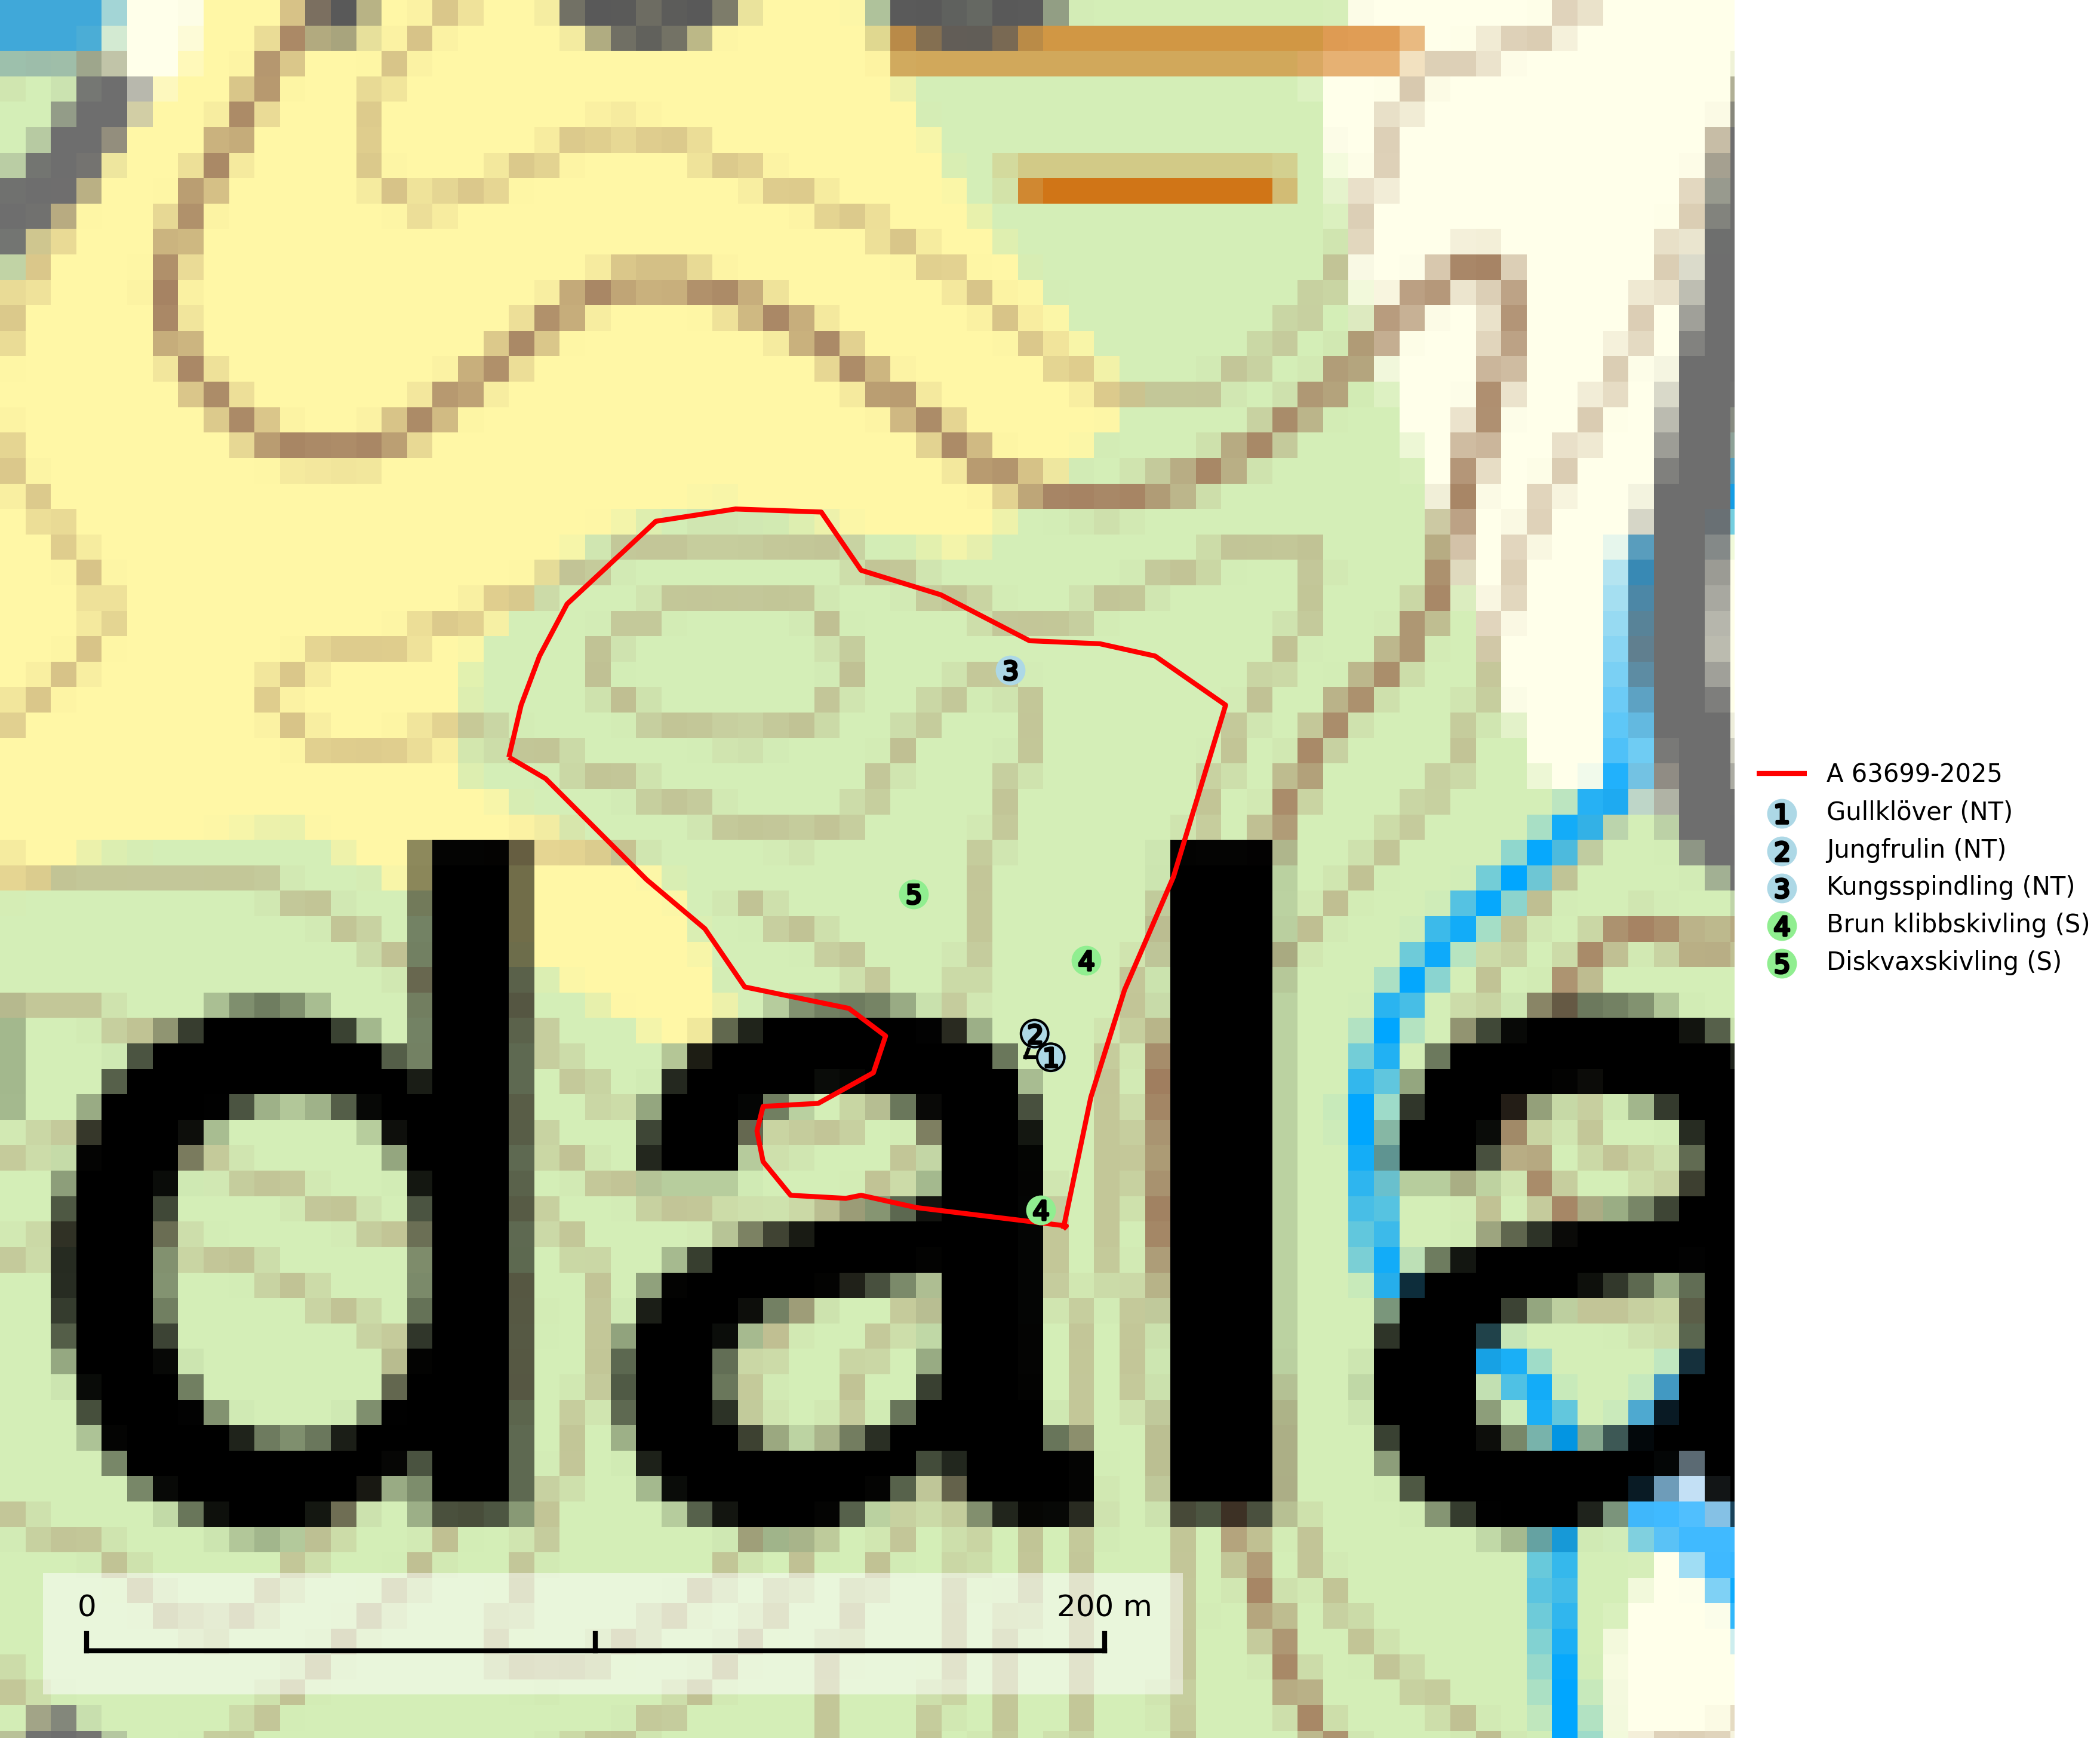 3
5
4
2
1
4
dala
0 200 m
A 63699-2025
1 Gullklöver (NT)
2 Jungfrulin (NT)
3 Kungsspindling (NT)
4 Brun klibbskivling (S)
5 Diskvaxskivling (S)